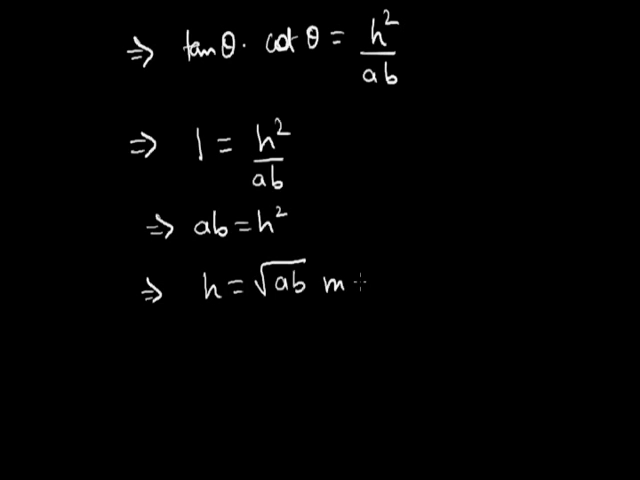 ⇒ tan θ · cot θ = h²/ab
⇒ 1 = h²/ab
⇒ ab = h²
⇒ h = √ab m